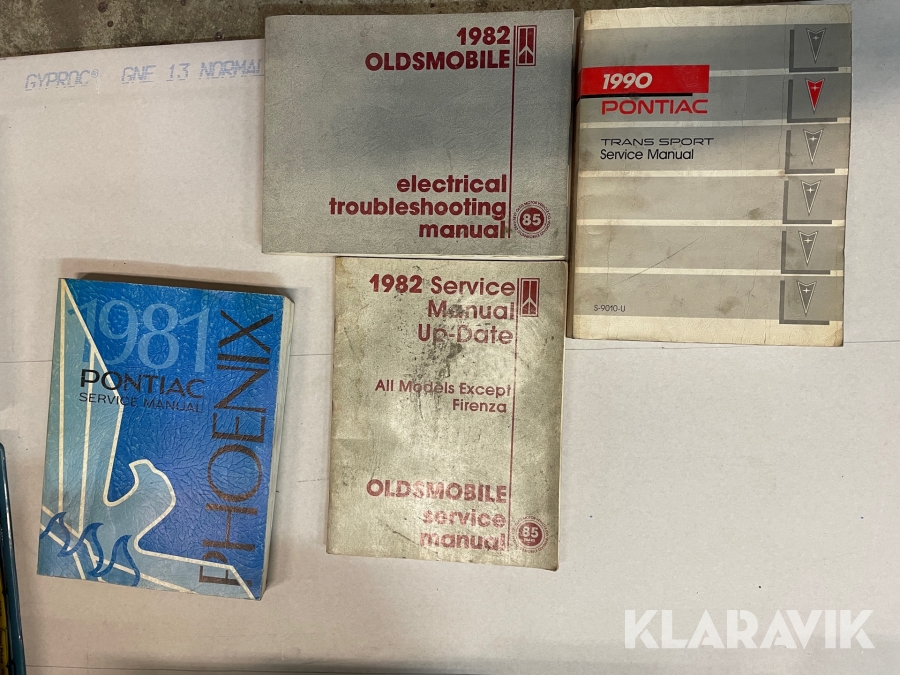 GYPROC® GNE 13 NORMAL
1982
OLDSMOBILE
electrical
troubleshooting
manual
85
1990
PONTIAC
TRANS SPORT
Service Manual
S-9010-U
1981
PONTIAC
SERVICE MANUAL
PHOENIX
1982 Service
Manual
Up-Date
All Models Except
Firenza
OLDSMOBILE
service
manual
85
KLARAVIK